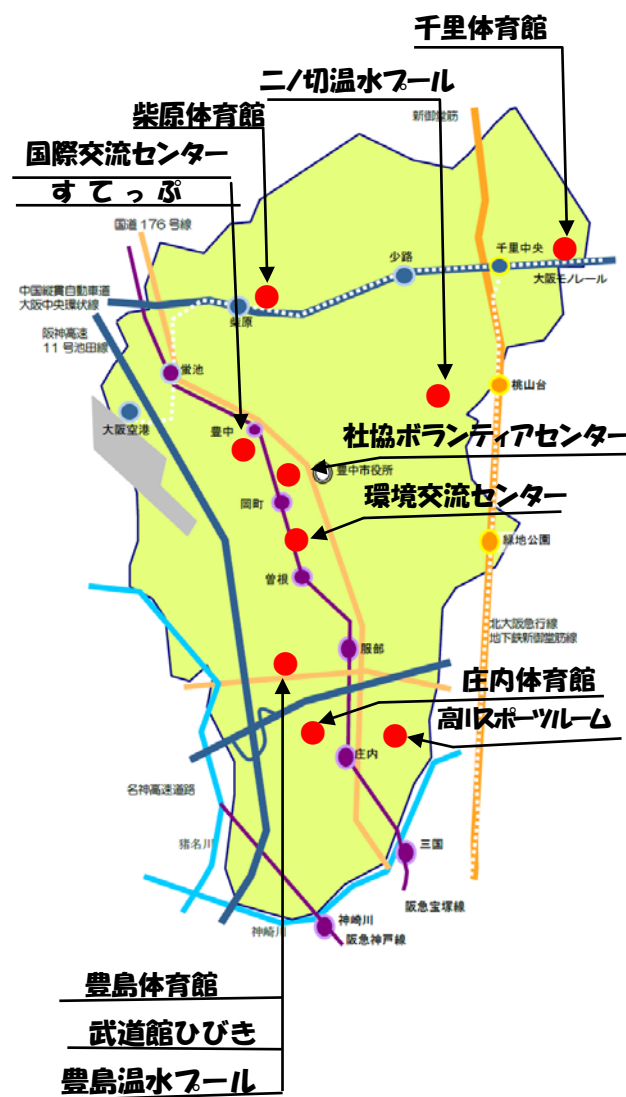 千里体育館
二ノ切温水プール
柴原体育館
新御堂筋
国際交流センター
すてっぷ
国道176号線
千里中央
少路
大阪モノレール
中国縦貫自動車道
大阪中央環状線
柴原
阪神高速
11号池田線
蛍池
桃山台
大阪空港
豊中
社協ボランティアセンター
豊中市役所
岡町
環境交流センター
緑地公園
曽根
北大阪急行線
地下鉄新御堂筋線
服部
庄内体育館
高川スポーツルーム
庄内
名神高速道路
猪名川
三国
阪急宝塚線
神崎川
神崎川
阪急神戸線
豊島体育館
武道館ひびき
豊島温水プール